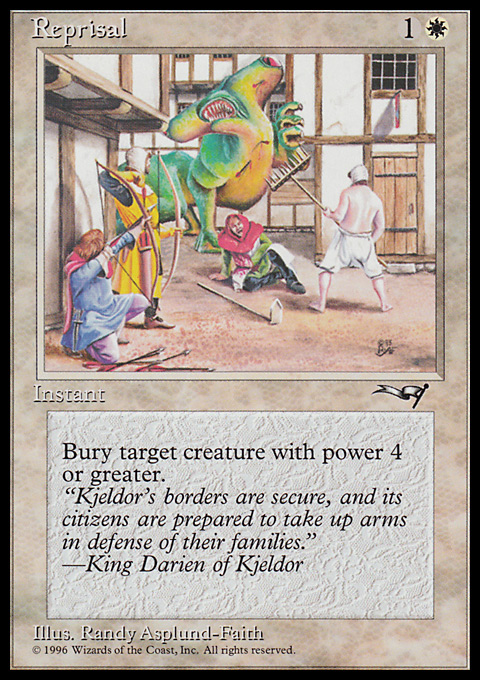 Reprisal 1
Instant
Bury target creature with power 4
or greater.
“Kjeldor’s borders are secure, and its
citizens are prepared to take up arms
in defense of their families.”
—King Darien of Kjeldor
Illus. Randy Asplund-Faith
© 1996 Wizards of the Coast, Inc. All rights reserved.